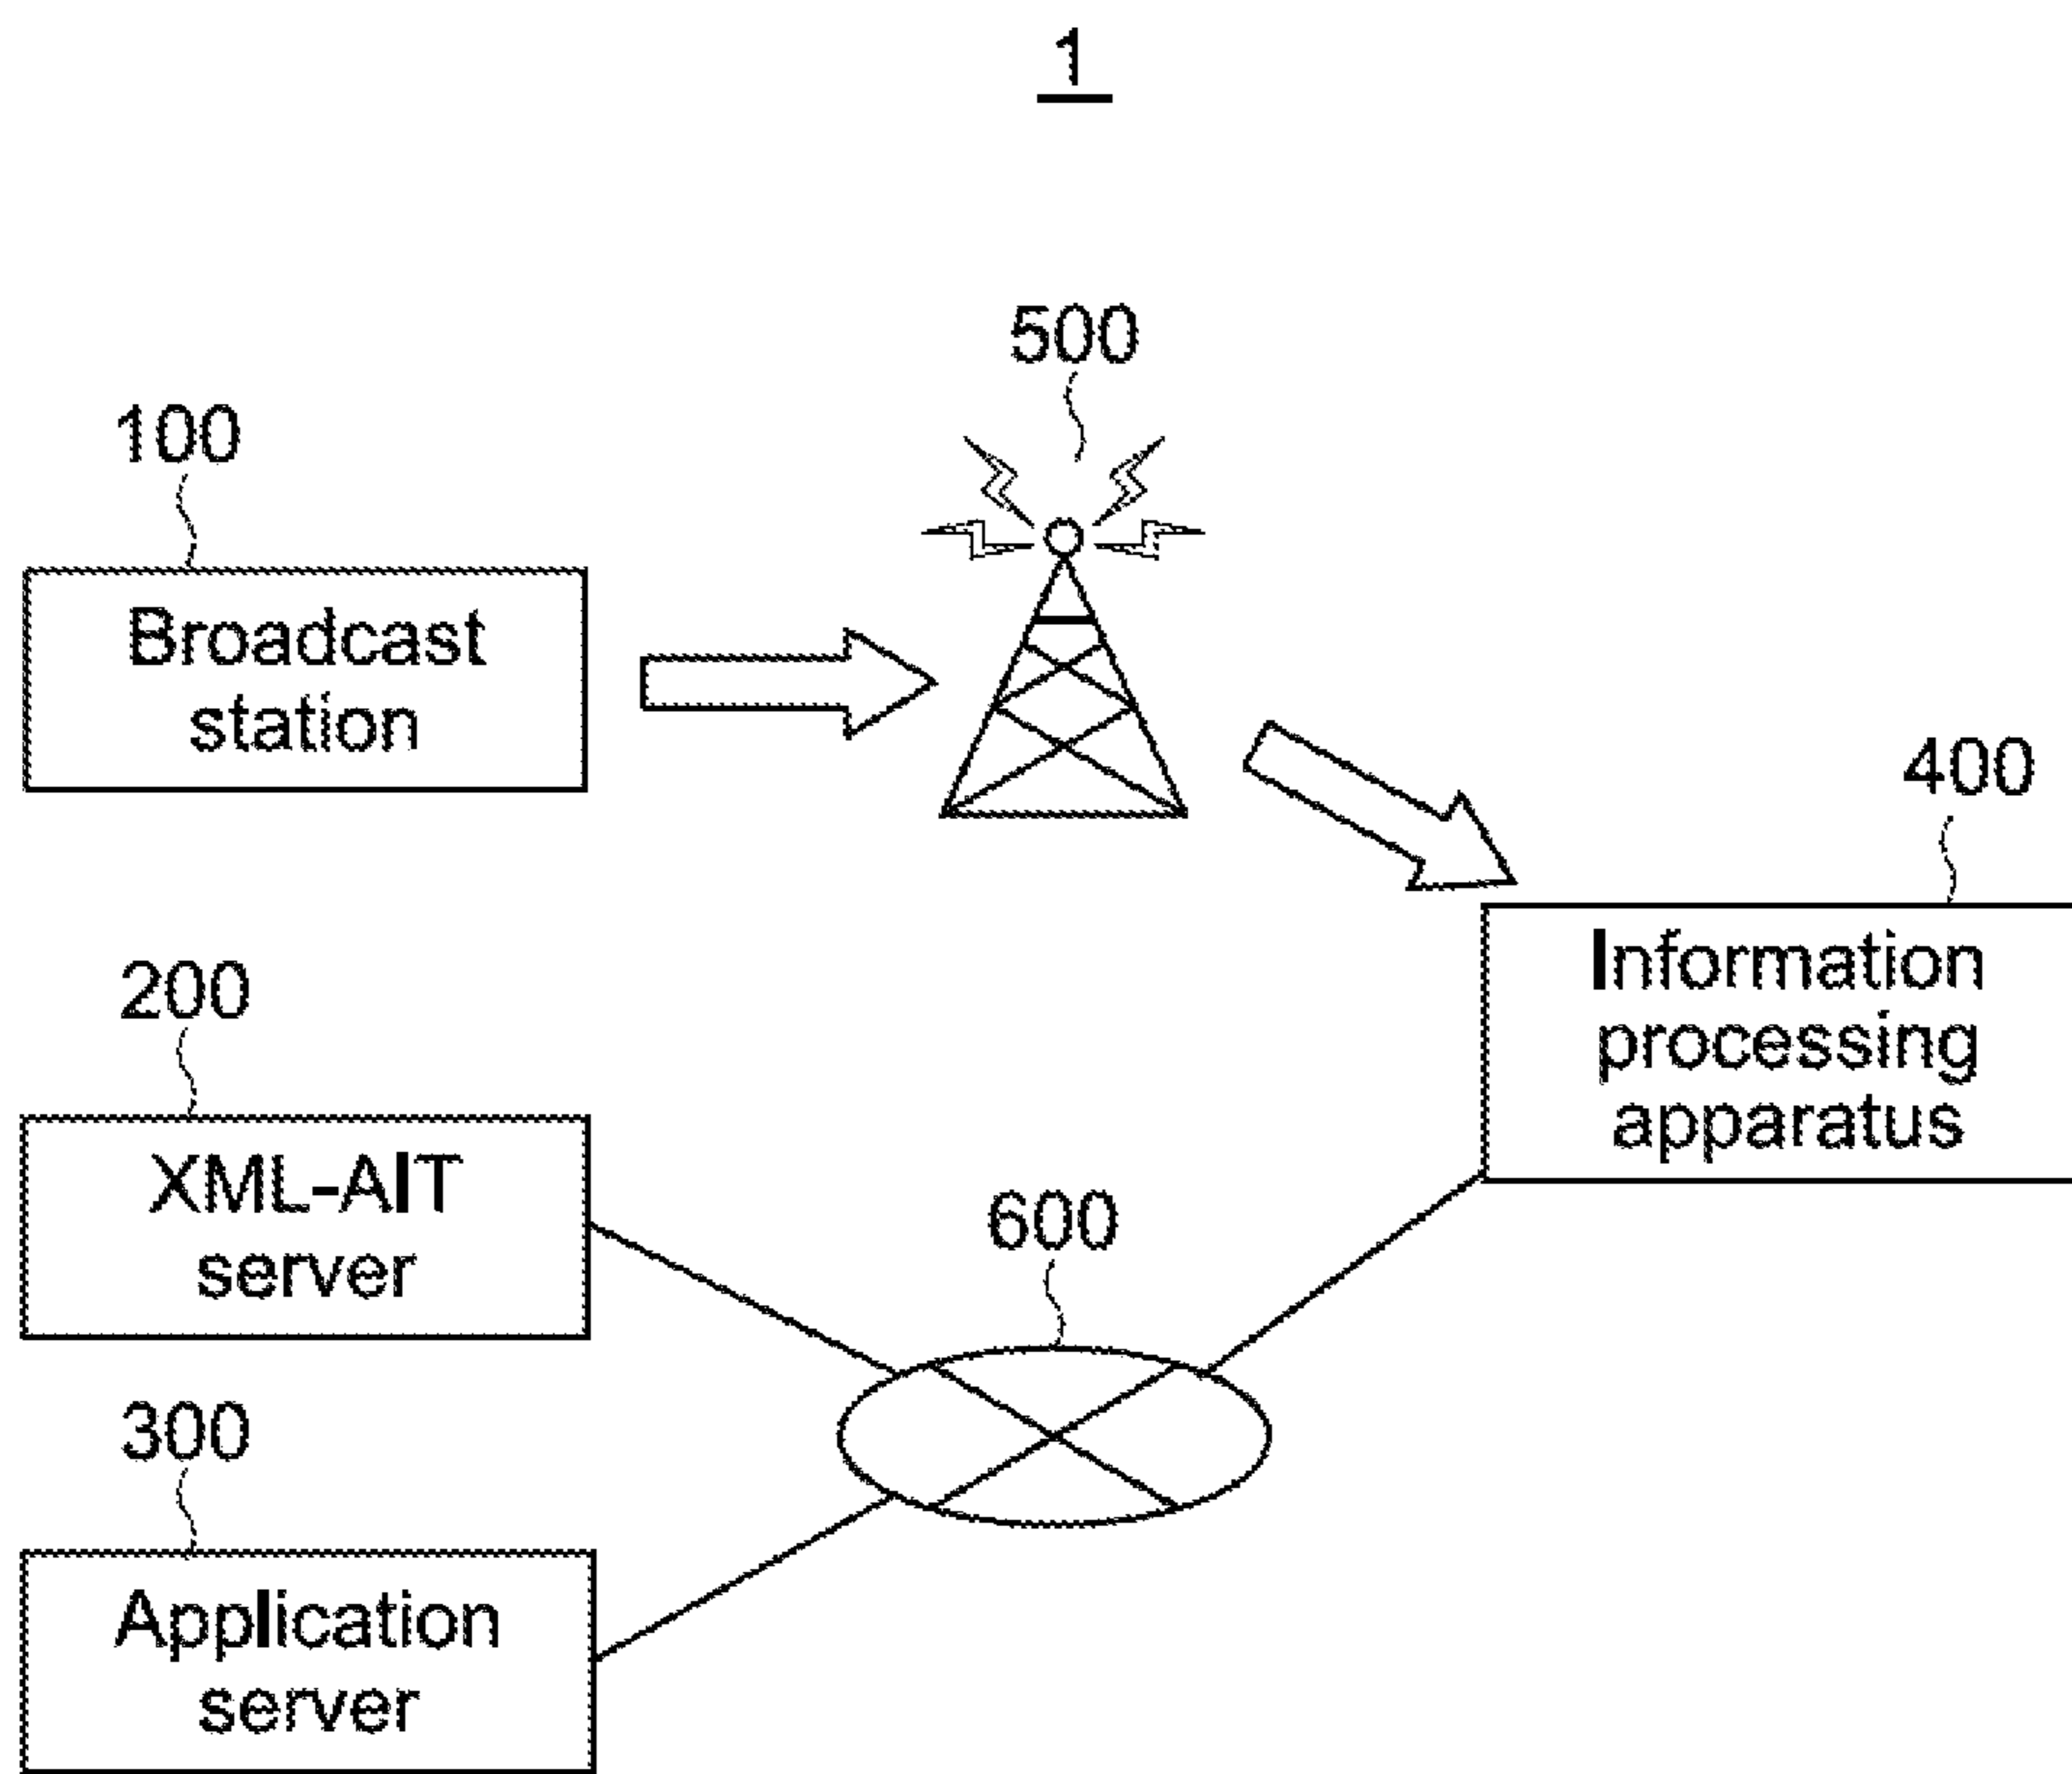 1
500
100
Broadcast
station
400
Information
processing
apparatus
200
XML-AIT
server
600
300
Application
server